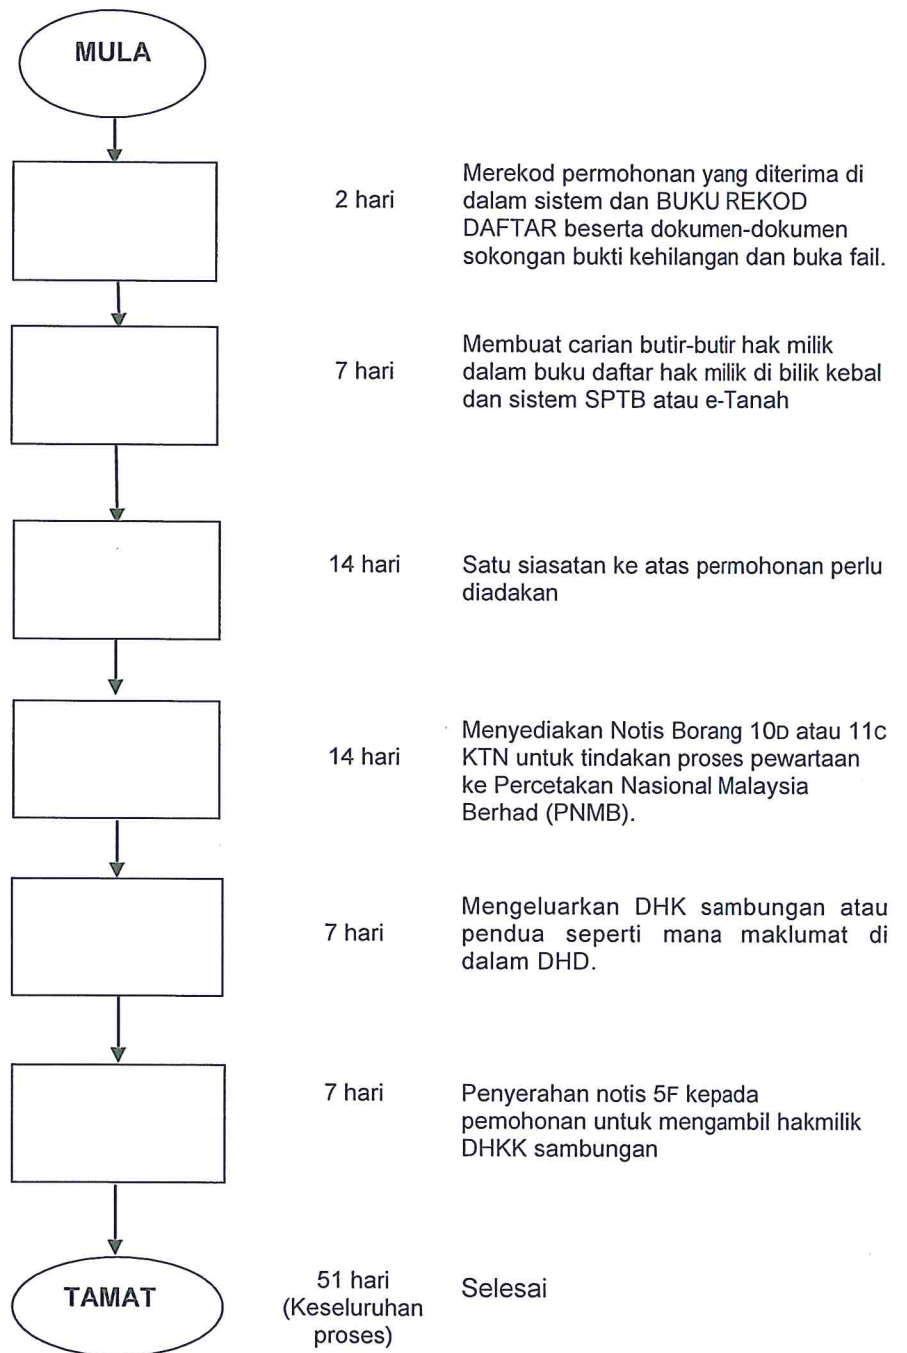 MULA
2 hari
Merekod permohonan yang diterima di
dalam sistem dan BUKU REKOD
DAFTAR beserta dokumen-dokumen
sokongan bukti kehilangan dan buka fail.
7 hari
Membuat carian butir-butir hak milik
dalam buku daftar hak milik di bilik kebal
dan sistem SPTB atau e-Tanah
14 hari
Satu siasatan ke atas permohonan perlu
diadakan
14 hari
Menyediakan Notis Borang 10D atau 11C
KTN untuk tindakan proses pewartaan
ke Percetakan Nasional Malaysia
Berhad (PNMB).
7 hari
Mengeluarkan DHK sambungan atau
pendua seperti mana maklumat di
dalam DHD.
7 hari
Penyerahan notis 5F kepada
pemohonan untuk mengambil hakmilik
DHKK sambungan
TAMAT
51 hari
(Keseluruhan
proses)
Selesai